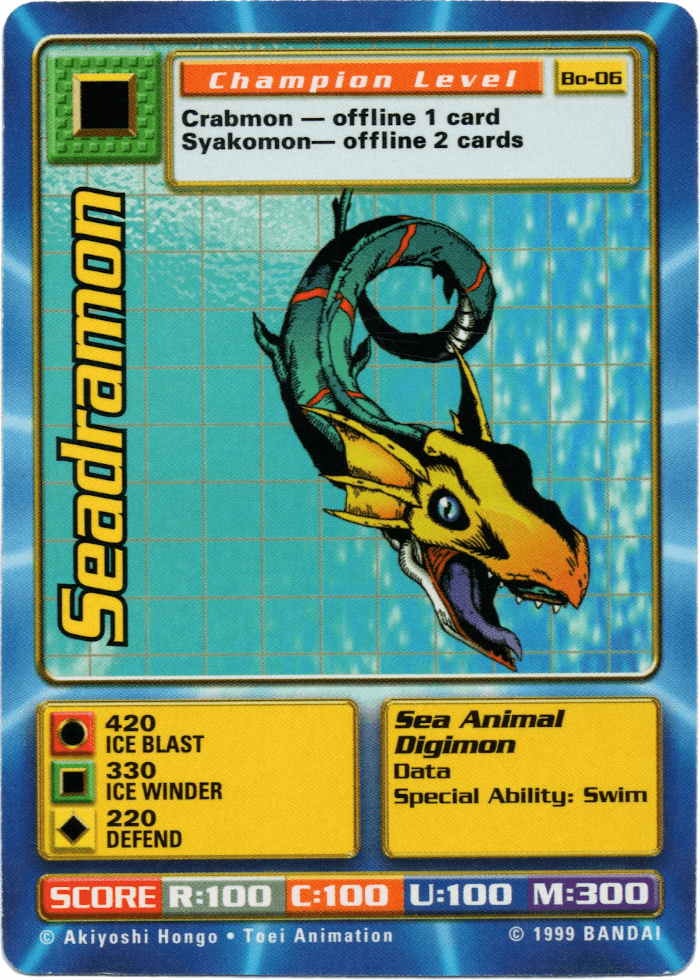 Champion Level
Bo-06
Crabmon — offline 1 card
Syakomon— offline 2 cards
Seadramon
420
ICE BLAST
330
ICE WINDER
220
DEFEND
Sea Animal
Digimon
Data
Special Ability: Swim
SCORE R:100 C:100 U:100 M:300
© Akiyoshi Hongo • Toei Animation
© 1999 BANDAI